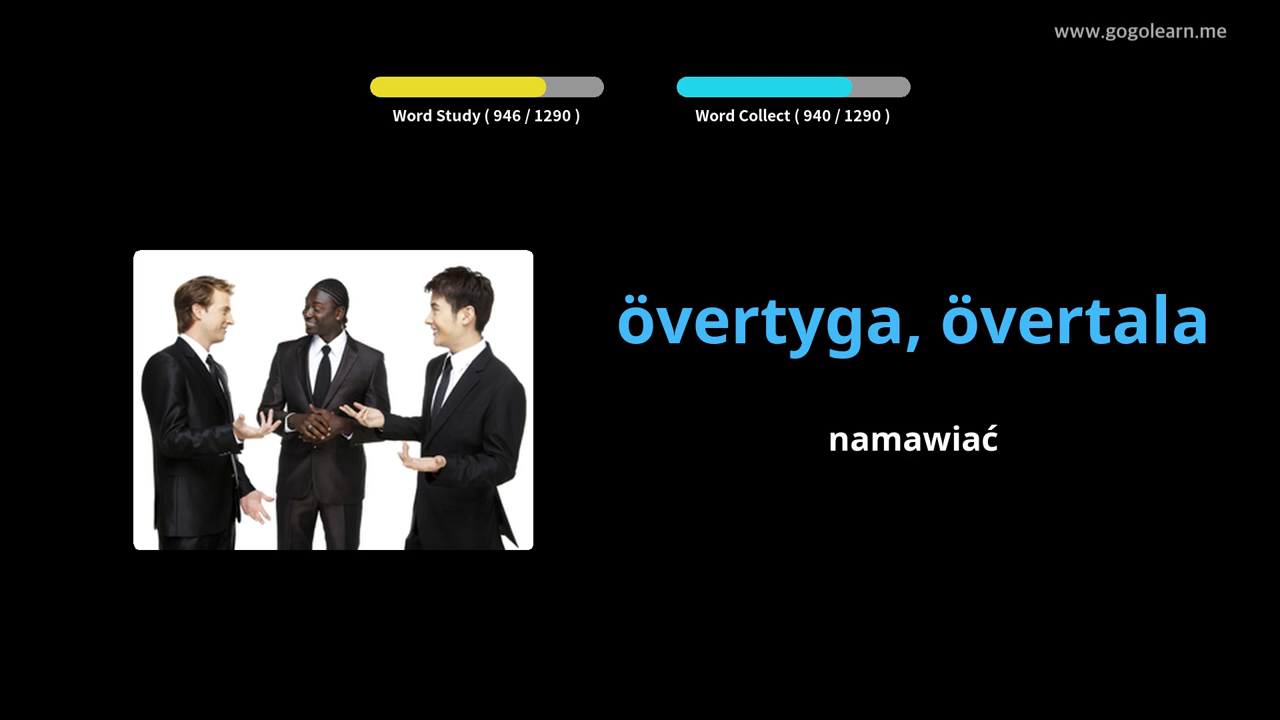 www.gogolearn.me
Word Study ( 946 / 1290 )
Word Collect ( 940 / 1290 )
övertyga, övertala
namawiać